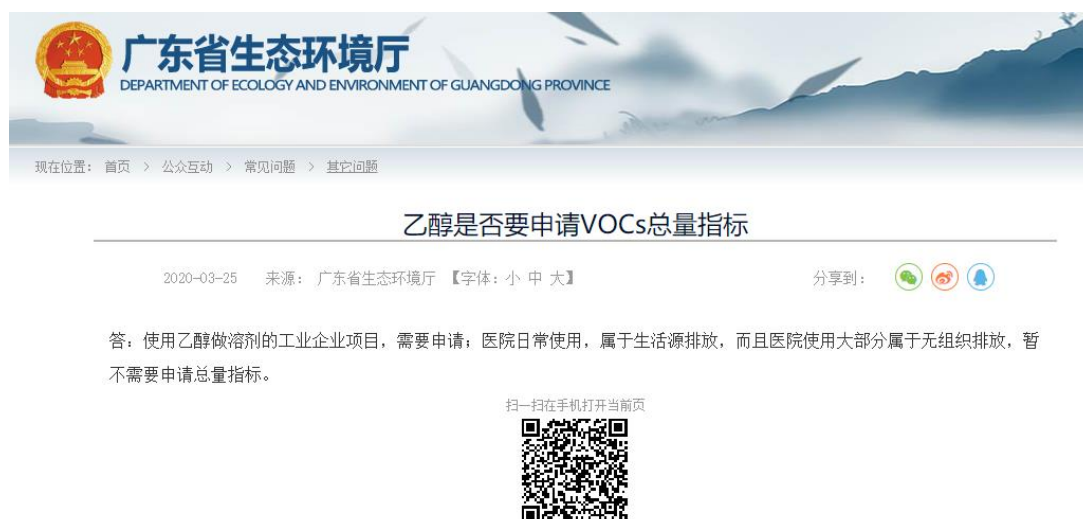 广东省生态环境厅
DEPARTMENT OF ECOLOGY AND ENVIRONMENT OF GUANGDONG PROVINCE
现在位置: 首页 > 公众互动 > 常见问题 > 其它问题
乙醇是否要申请VOCs总量指标
2020-03-25 来源: 广东省生态环境厅 【字体: 小 中 大】 分享到:
答: 使用乙醇做溶剂的工业企业项目, 需要申请; 医院日常使用, 属于生活源排放, 而且医院使用大部分属于无组织排放, 暂
不需要申请总量指标。
扫一扫在手机打开当前页